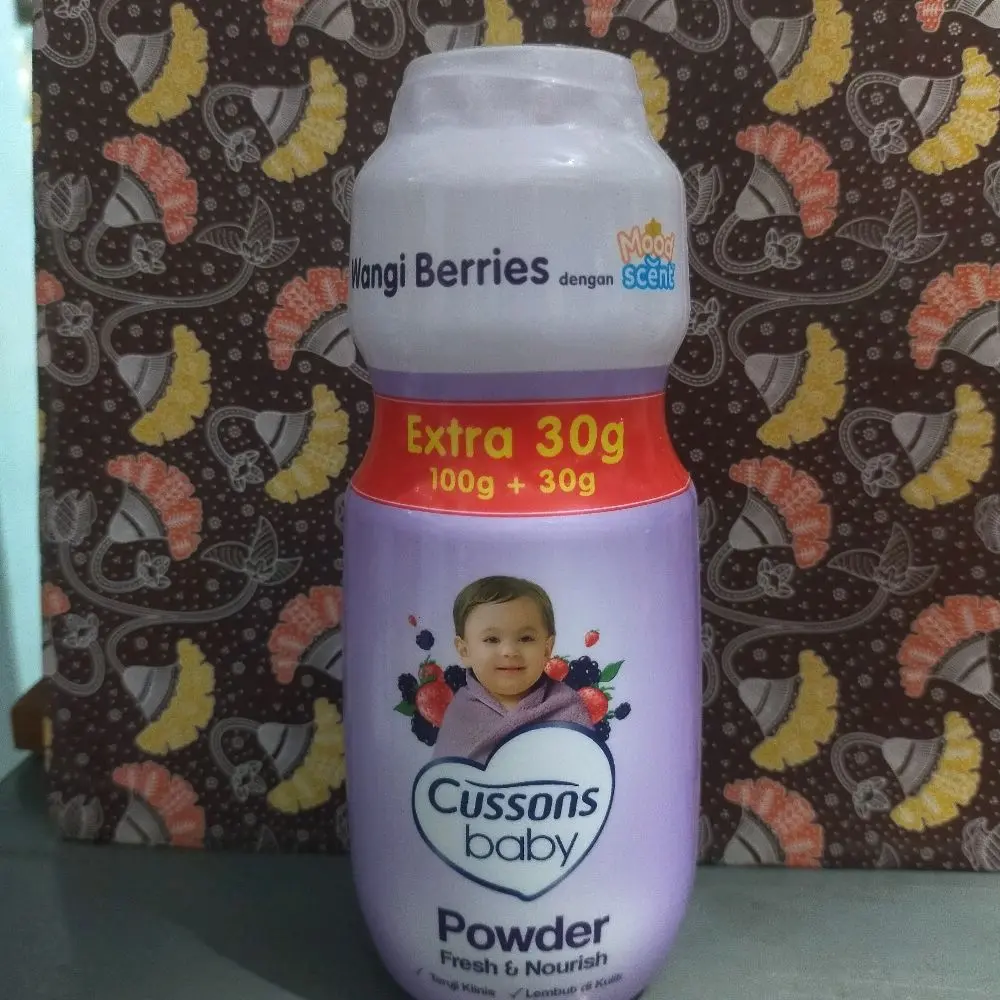 Wangi Berries dengan Mood scent
Extra 30g
100g + 30g
Cussons
baby
Powder
Fresh & Nourish
Teruji Klinis Lembut di Kulit